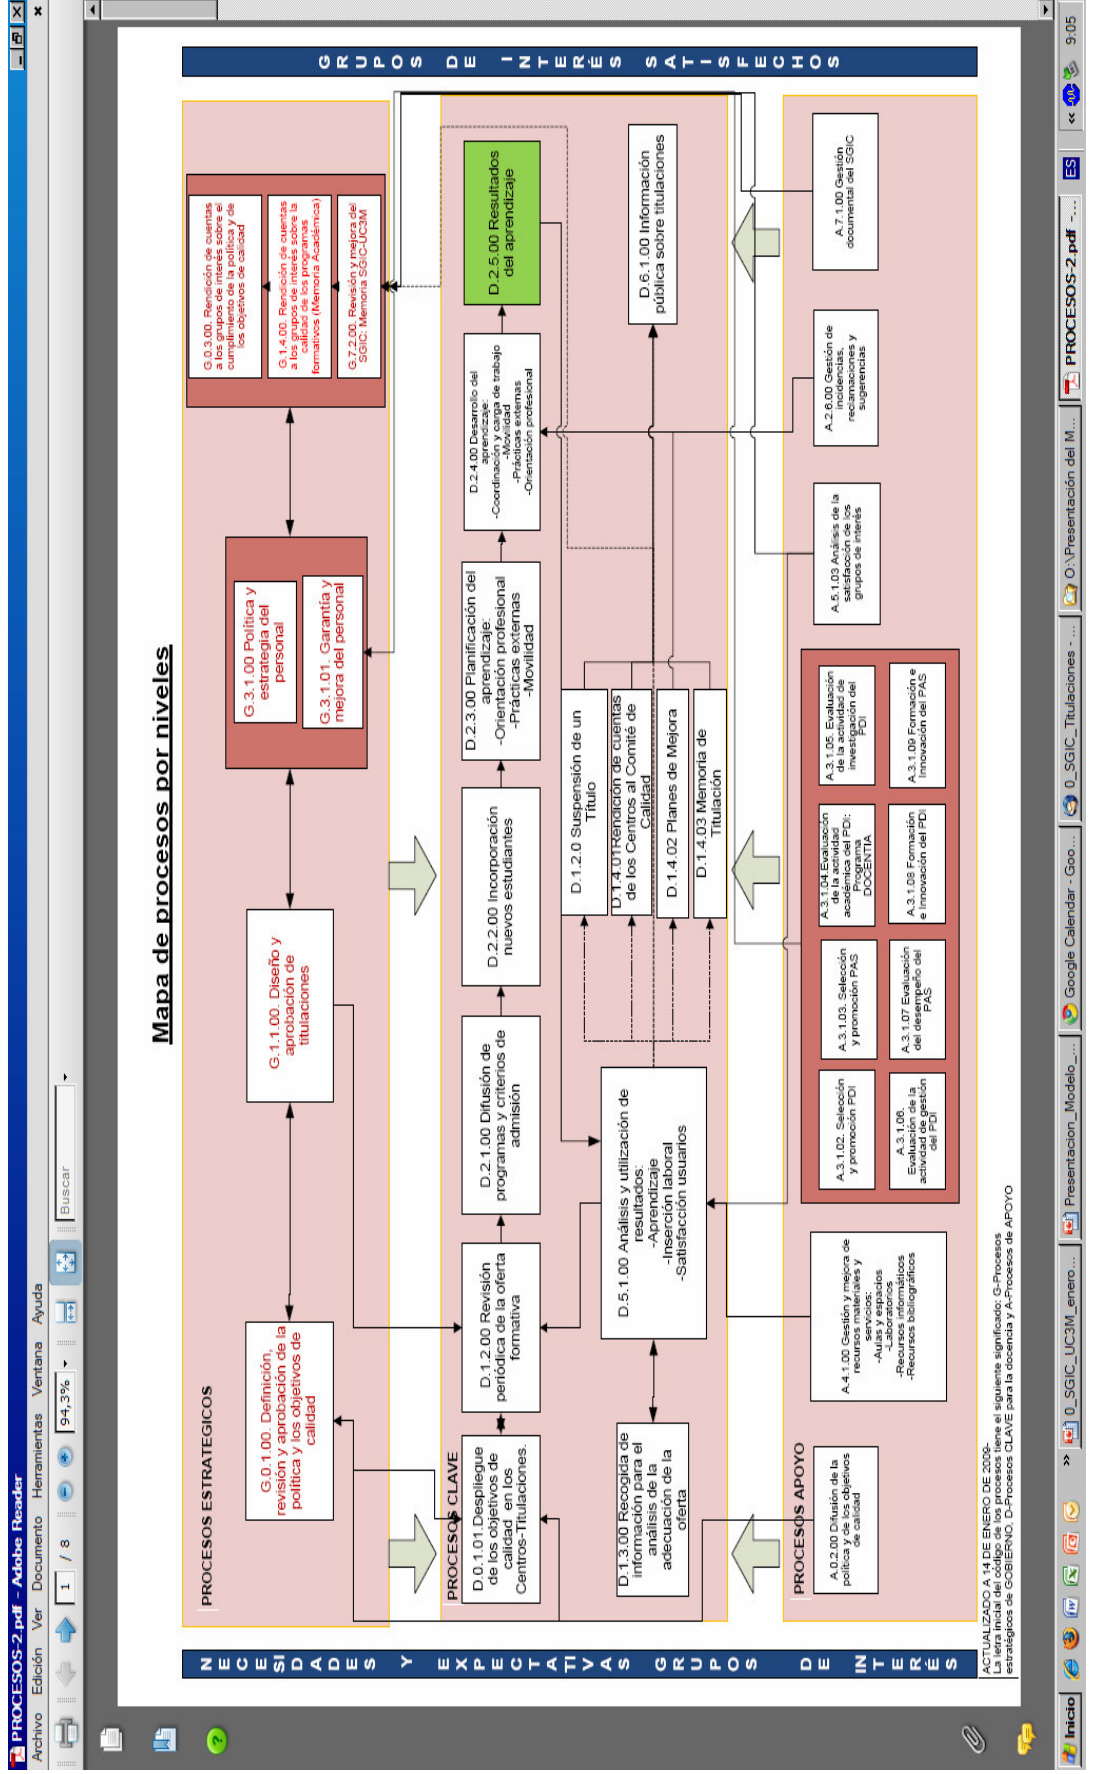 PROCESOS-2.pdf - Adobe Reader
Archivo Edición Ver Documento Herramientas Ventana Ayuda
1 / 8
94,3%
Buscar
Mapa de procesos por niveles
NECESIDADES Y EXPECTATIVAS GRUPOS DE INTERÉS
PROCESOS ESTRATEGICOS
G.0.1.00. Definición,
revisión y aprobación de la
política y los objetivos de
calidad
G.1.1.00. Diseño y
aprobación de
titulaciones
G.3.1.00 Política y
estrategia del
personal
G.3.1.01. Garantía y
mejora del personal
G.0.3.00. Rendición de cuentas
a los grupos de interés sobre el
cumplimiento de la política y de
los objetivos de calidad
G.1.4.00. Rendición de cuentas
a los grupos de interés sobre la
calidad de los programas
formativos (Memoria Académica)
G.7.2.00. Revisión y mejora del
SGIC: Memoria SGIC-UC3M
PROCESOS CLAVE
D.0.1.01.Despliegue
de los objetivos de
calidad en los
Centros-Titulaciones.
D.1.2.00 Revisión
periódica de la oferta
formativa
D.2.1.00 Difusión de
programas y criterios de
admisión
D.2.2.00 Incorporación
nuevos estudiantes
D.2.3.00 Planificación del
aprendizaje:
-Orientación profesional
-Prácticas externas
-Movilidad
D.2.4.00 Desarrollo del
aprendizaje:
-Coordinación y carga de trabajo
-Movilidad
-Prácticas externas
-Orientación profesional
D.2.5.00 Resultados
del aprendizaje
D.1.3.00 Recogida de
información para el
análisis de la
adecuación de la
oferta
D.5.1.00 Análisis y utilización de
resultados:
-Aprendizaje
-Inserción laboral
-Satisfacción usuarios
D.1.2.0 Suspensión de un
Título
D.1.4.01Rendición de cuentas
de los Centros al Comité de
Calidad
D.1.4.02 Planes de Mejora
D.1.4.03 Memoria de
Titulación
D.6.1.00 Información
pública sobre titulaciones
PROCESOS APOYO
A.0.2.00 Difusión de la
política y de los objetivos
de calidad
A-4.1.00 Gestión y mejora de
recursos materiales y
servicios:
-Aulas y espacios
-Laboratorios
-Recursos informáticos
-Recursos bibliográficos
A.3.1.02. Selección
y promoción PDI
A.3.1.03. Selección
y promoción PAS
A.3.1.04.Evaluación
de la actividad
académica del PDI:
Programa
DOCENTIA
A.3.1.05. Evaluación
de la actividad de
investigación del
PDI
A.3.1.06.
Evaluación de la
actividad de gestión
del PDI
A.3.1.07 Evaluación
del desempeño del
PAS
A.3.1.08 Formación
e Innovación del PDI
A.3.1.09 Formación e
Innovación del PAS
A.5.1.03 Análisis de la
satisfacción de los
grupos de interés
A.2.6.00 Gestión de
incidencias,
reclamaciones y
sugerencias
A.7.1.00 Gestión
documental del SGIC
GRUPOS DE INTERÉS SATISFECHOS
ACTUALIZADO A 14 DE ENERO DE 2009-
La letra inicial del código de los procesos tiene el siguiente significado: G-Procesos
estratégicos de GOBIERNO, D-Procesos CLAVE para la docencia y A-Procesos de APOYO
Inicio
0_SGIC_UC3M_enero...
Presentacion_Modelo_...
Google Calendar - Goo...
0_SGIC_Titulaciones - ...
O:\Presentación del M...
PROCESOS-2.pdf -...
ES
9:05